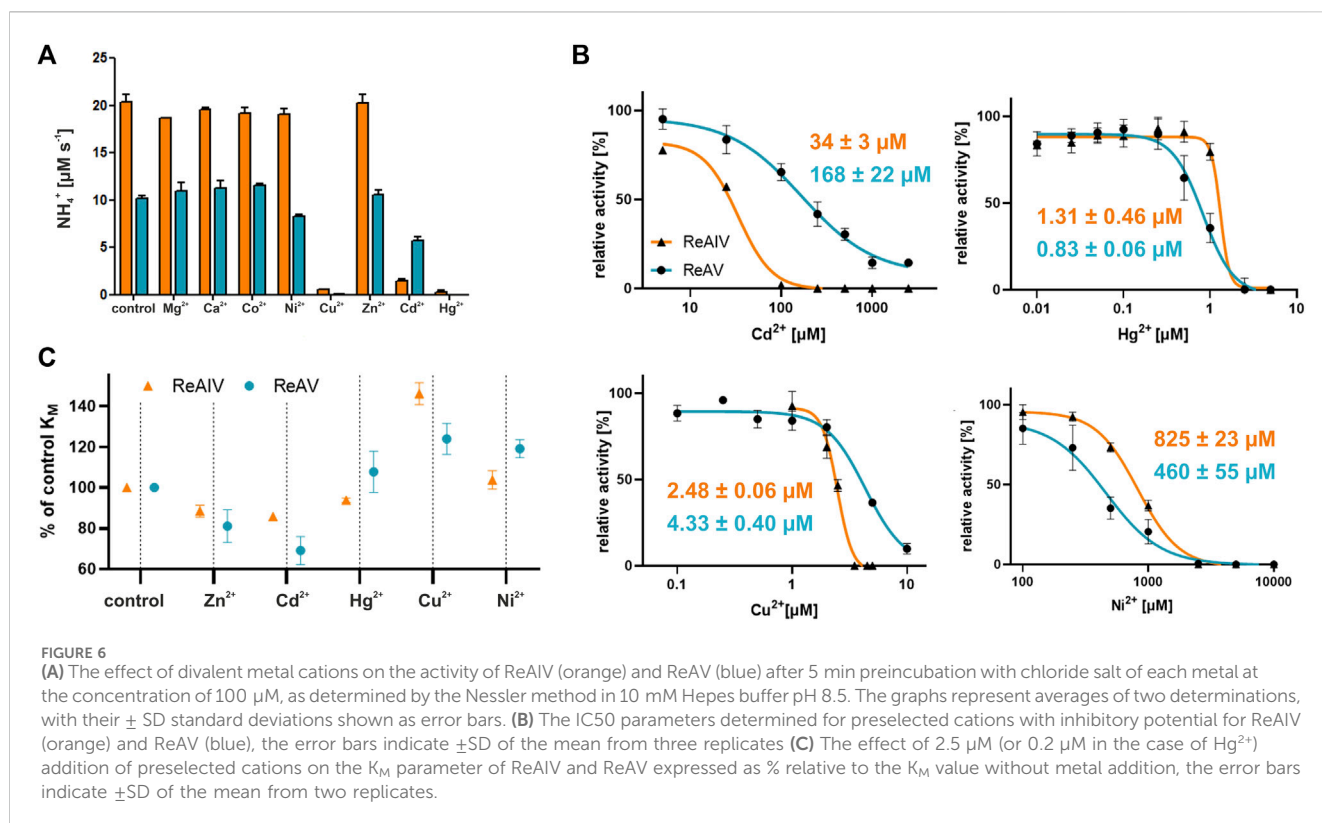 A
25
20
15
10
5
0
NH₄⁺ [µM s⁻¹]
control Mg²⁺ Ca²⁺ Co²⁺ Ni²⁺ Cu²⁺ Zn²⁺ Cd²⁺ Hg²⁺
B
100
50
0
relative activity [%]
34 ± 3 µM
168 ± 22 µM
ReAIV
ReAV
10 100 1000
Cd²⁺ [µM]
100
50
0
relative activity [%]
1.31 ± 0.46 µM
0.83 ± 0.06 µM
0.01 0.1 1 10
Hg²⁺ [µM]
C
ReAIV ReAV
140
120
100
80
60
% of control K_M
control Zn²⁺ Cd²⁺ Hg²⁺ Cu²⁺ Ni²⁺
100
50
0
relative activity [%]
2.48 ± 0.06 µM
4.33 ± 0.40 µM
0.1 1 10
Cu²⁺[µM]
100
50
0
relative activity [%]
825 ± 23 µM
460 ± 55 µM
100 1000 10000
Ni²⁺ [µM]
FIGURE 6
(A) The effect of divalent metal cations on the activity of ReAIV (orange) and ReAV (blue) after 5 min preincubation with chloride salt of each metal at
the concentration of 100 µM, as determined by the Nessler method in 10 mM Hepes buffer pH 8.5. The graphs represent averages of two determinations,
with their ± SD standard deviations shown as error bars. (B) The IC50 parameters determined for preselected cations with inhibitory potential for ReAIV
(orange) and ReAV (blue), the error bars indicate ±SD of the mean from three replicates (C) The effect of 2.5 µM (or 0.2 µM in the case of Hg²⁺)
addition of preselected cations on the K_M parameter of ReAIV and ReAV expressed as % relative to the K_M value without metal addition, the error bars
indicate ±SD of the mean from two replicates.